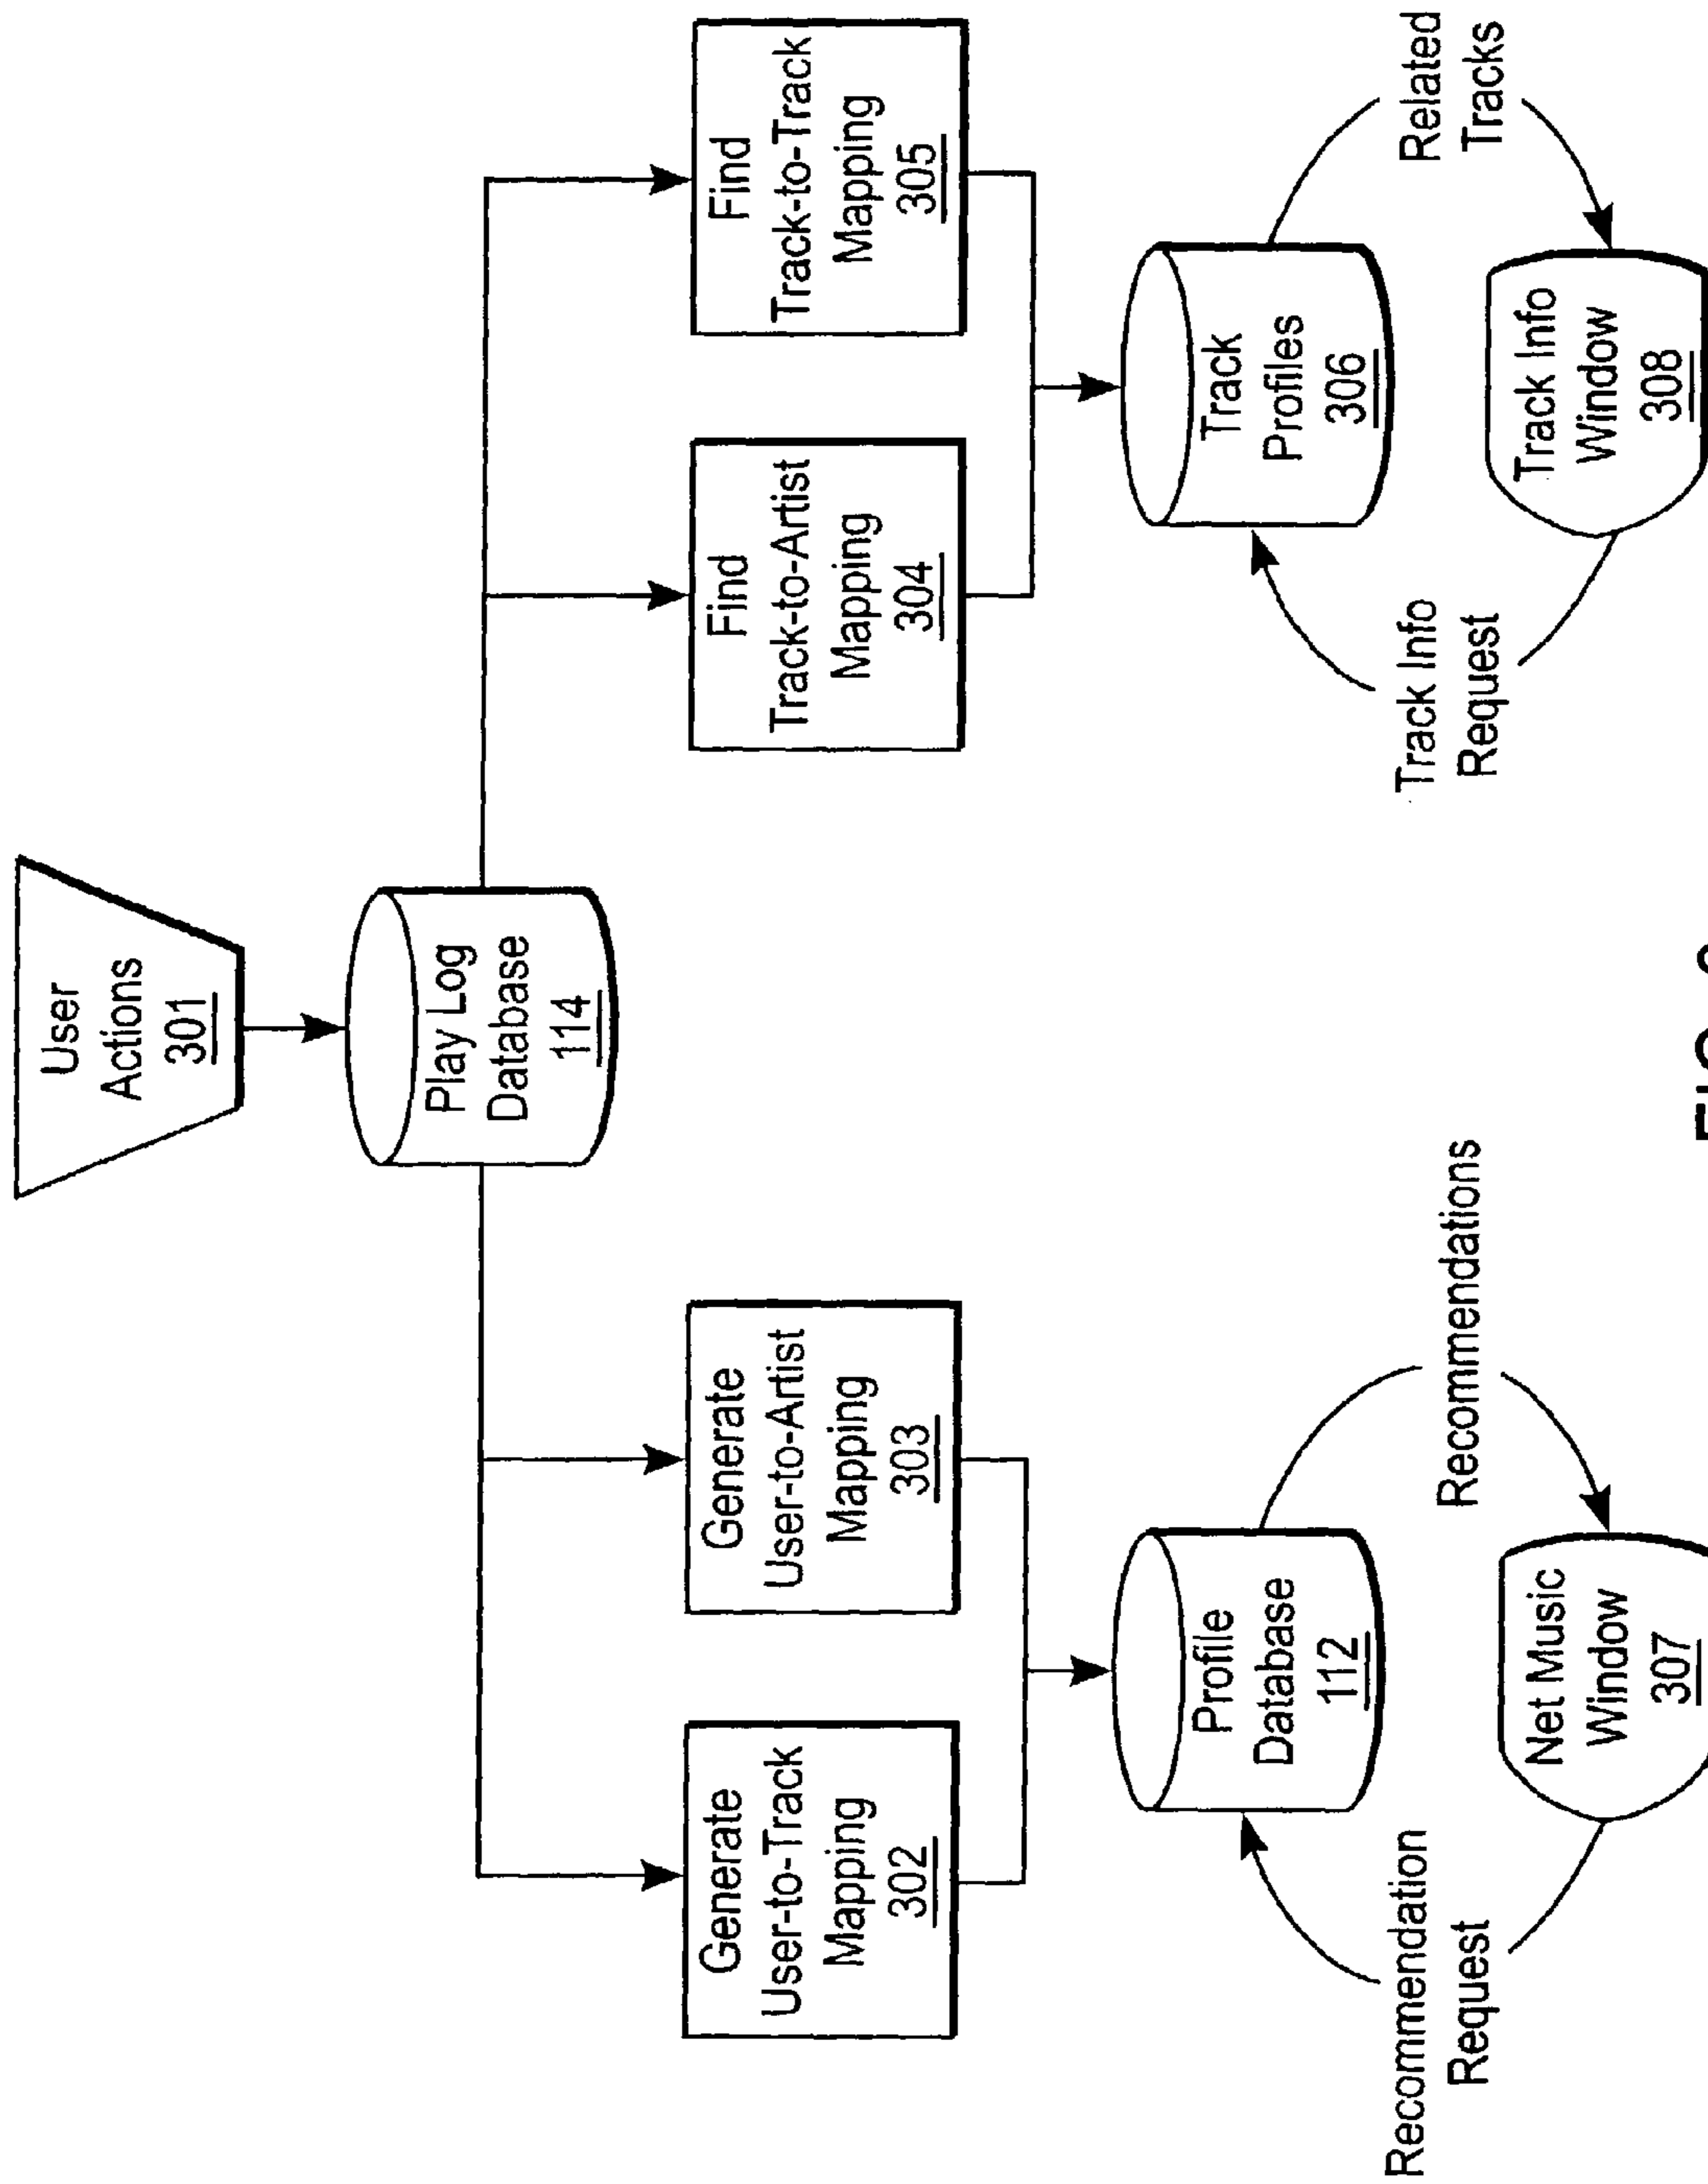 User
Actions
301
Play Log
Database
114
Generate
User-to-Track
Mapping
302
Generate
User-to-Artist
Mapping
303
Find
Track-to-Artist
Mapping
304
Find
Track-to-Track
Mapping
305
Profile
Database
112
Track
Profiles
306
Recommendation
Request
Recommendations
Net Music
Window
307
Track Info
Request
Related
Tracks
Track Info
Window
308